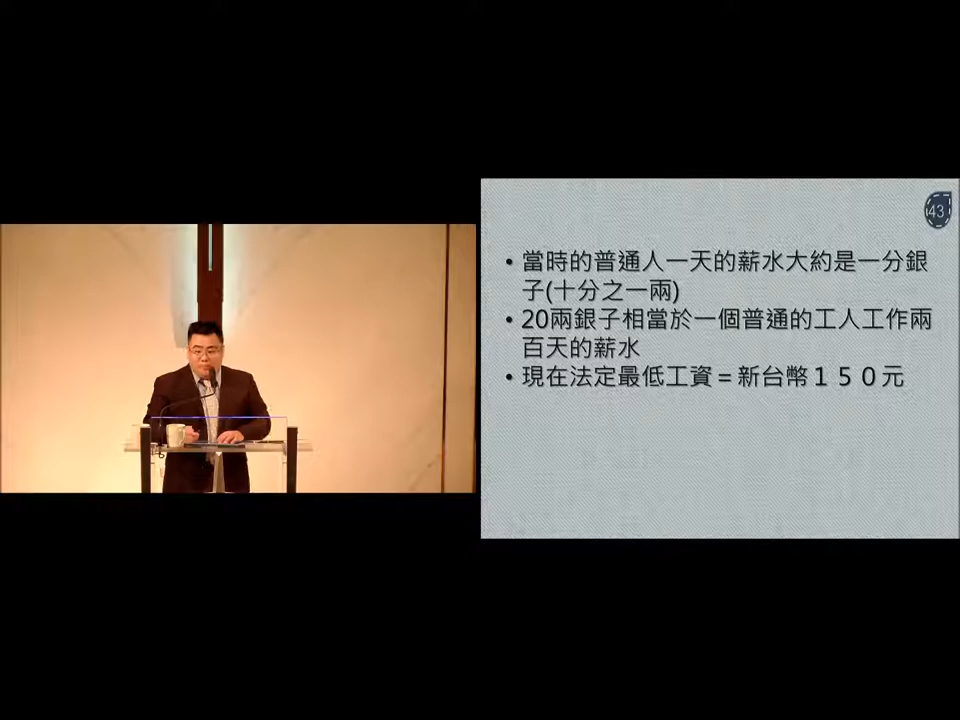 43
• 當時的普通人一天的薪水大約是一分銀
子(十分之一兩)
• 20兩銀子相當於一個普通的工人工作兩
百天的薪水
• 現在法定最低工資＝新台幣１５０元